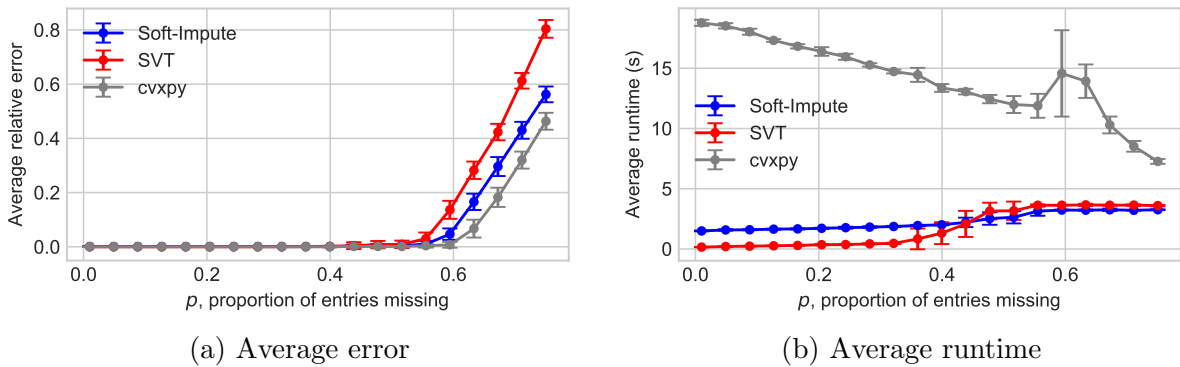 Average relative error
0.8
0.6
0.4
0.2
0.0
Soft-Impute
SVT
cvxpy
0.0 0.2 0.4 0.6
p, proportion of entries missing
(a) Average error
Average runtime (s)
15
10
5
0
Soft-Impute
SVT
cvxpy
0.0 0.2 0.4 0.6
p, proportion of entries missing
(b) Average runtime